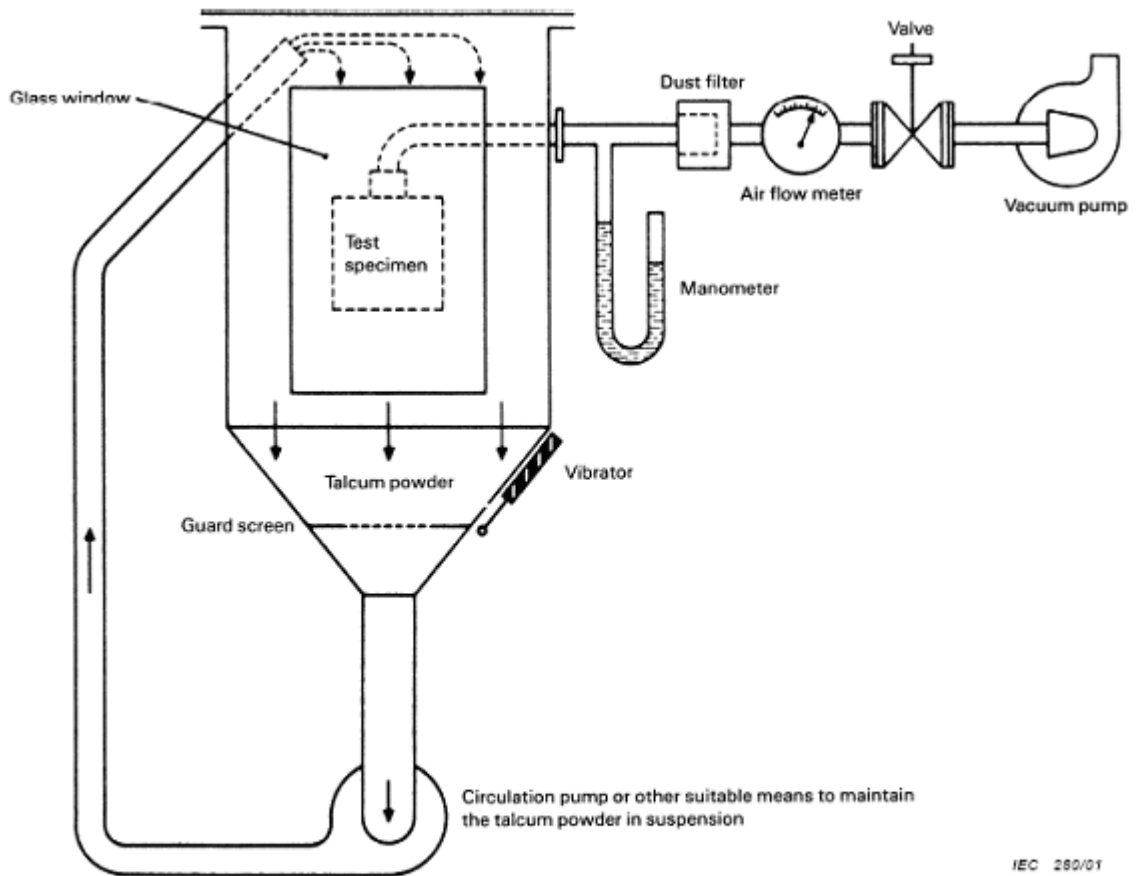 Valve
Glass window
Dust filter
Air flow meter
Vacuum pump
Test
specimen
Manometer
Talcum powder
Vibrator
Guard screen
Circulation pump or other suitable means to maintain
the talcum powder in suspension
IEC 280/01